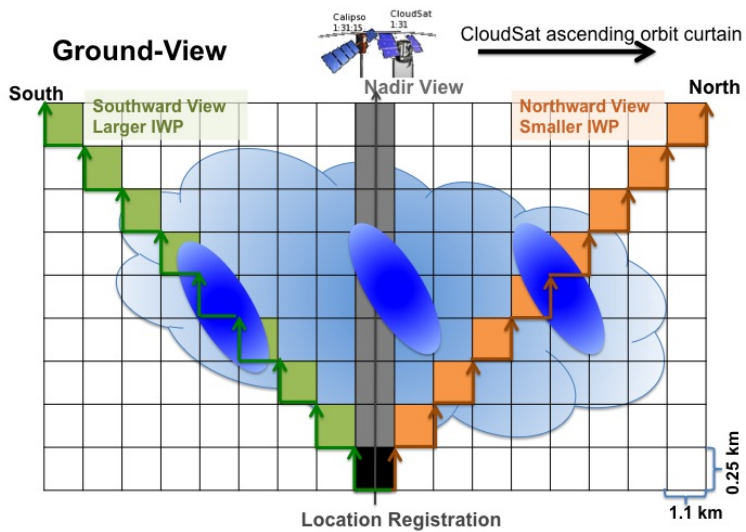 Calipso
1:31:15
CloudSat
1:31
Ground-View
CloudSat ascending orbit curtain
Nadir View
South
North
Southward View
Larger IWP
Northward View
Smaller IWP
0.25 km
1.1 km
Location Registration